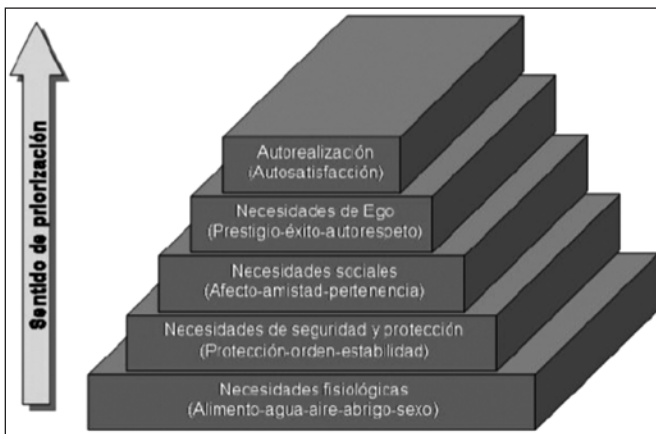 Sentido de priorización
Autorealización
(Autosatisfacción)
Necesidades de Ego
(Prestigio-éxito-autorespeto)
Necesidades sociales
(Afecto-amistad-pertenencia)
Necesidades de seguridad y protección
(Protección-orden-estabilidad)
Necesidades fisiológicas
(Alimento-agua-aire-abrigo-sexo)